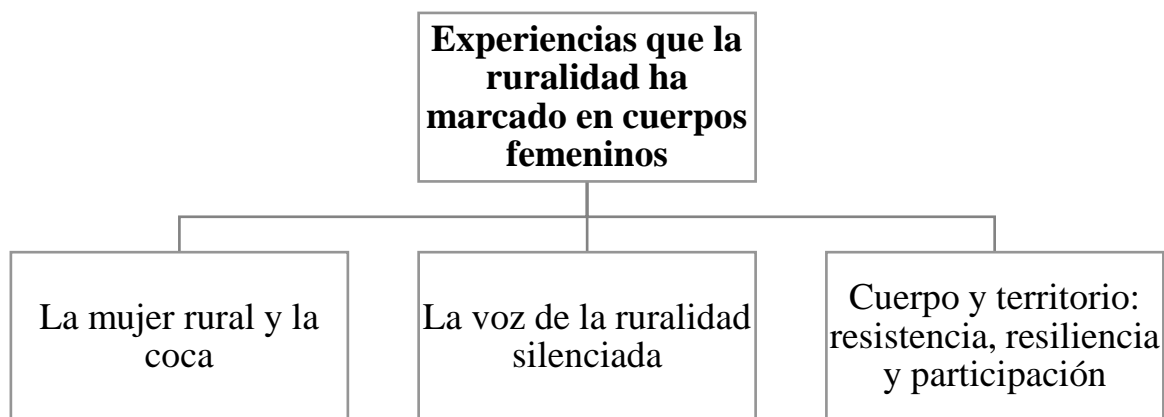 Experiencias que la
ruralidad ha
marcado en cuerpos
femeninos
La mujer rural y la
coca
La voz de la ruralidad
silenciada
Cuerpo y territorio:
resistencia, resiliencia
y participación